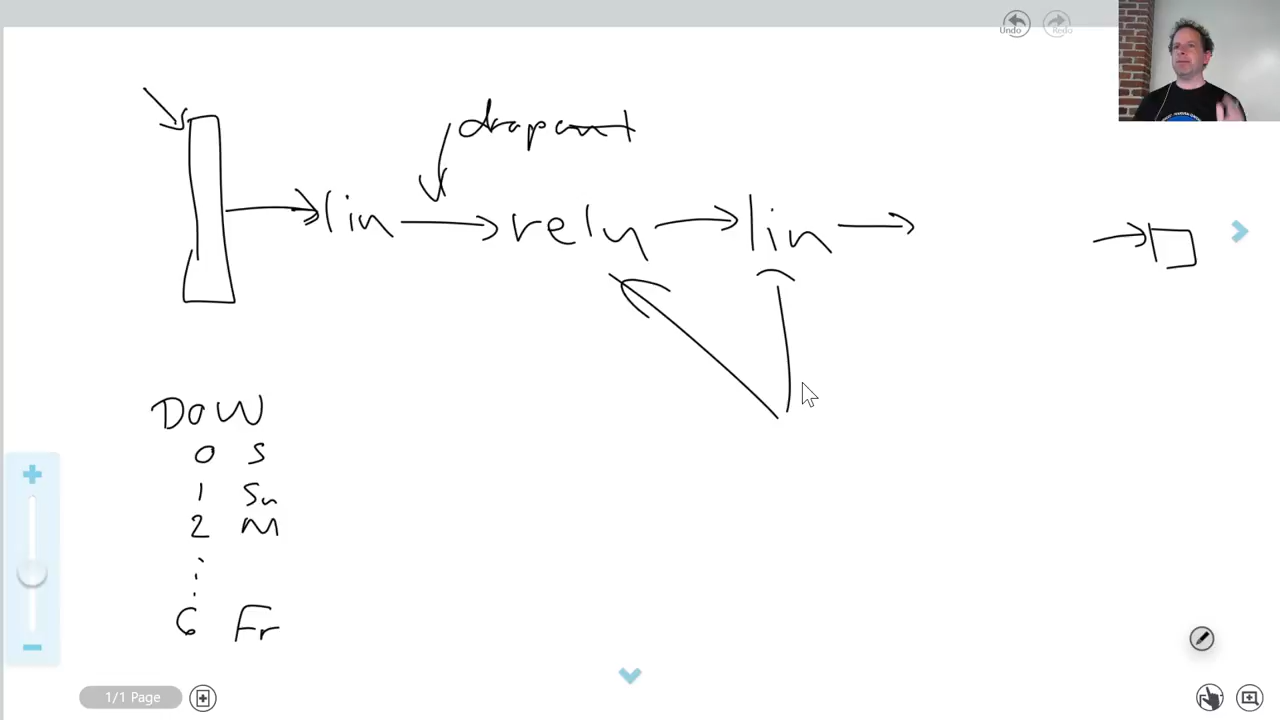 Undo Redo
dropout
lin relu lin
DOW
0 S
1 Su
2 M
6 Fr
1/1 Page